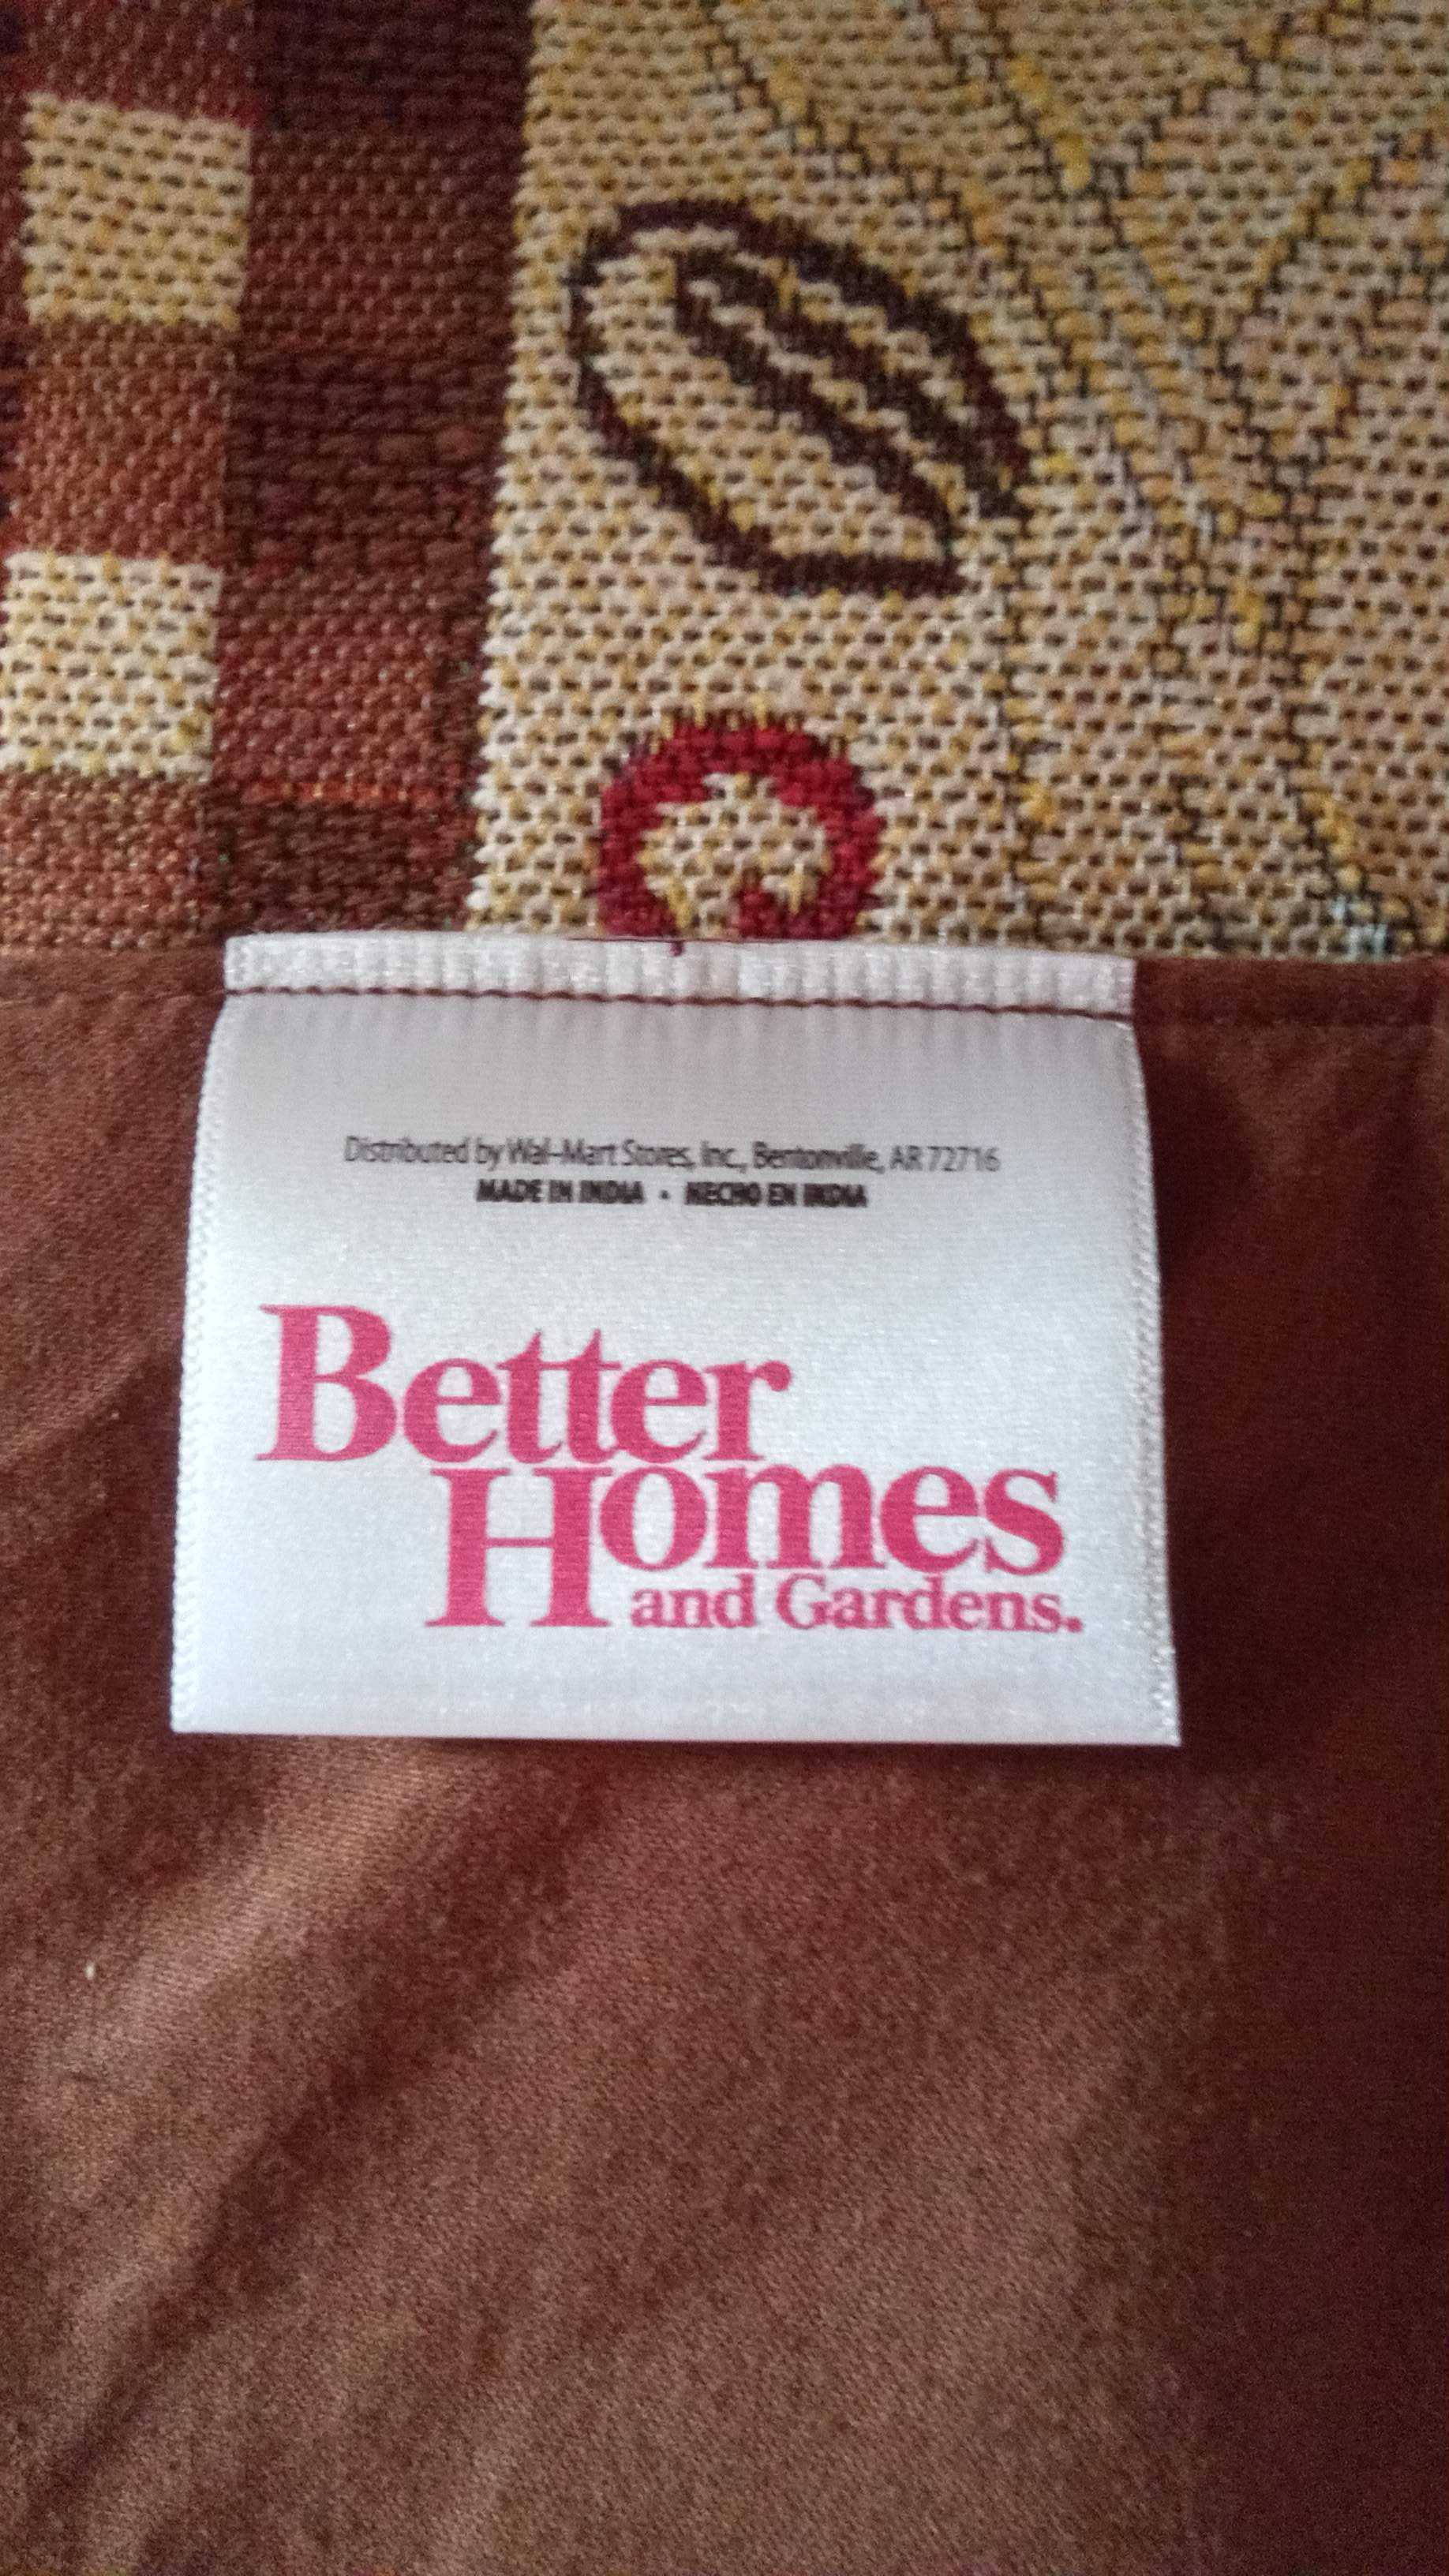 Distributed by Wal-Mart Stores, Inc., Bentonville, AR 72716
MADE IN INDIA • HECHO EN INDIA
Better
Homes
and Gardens.